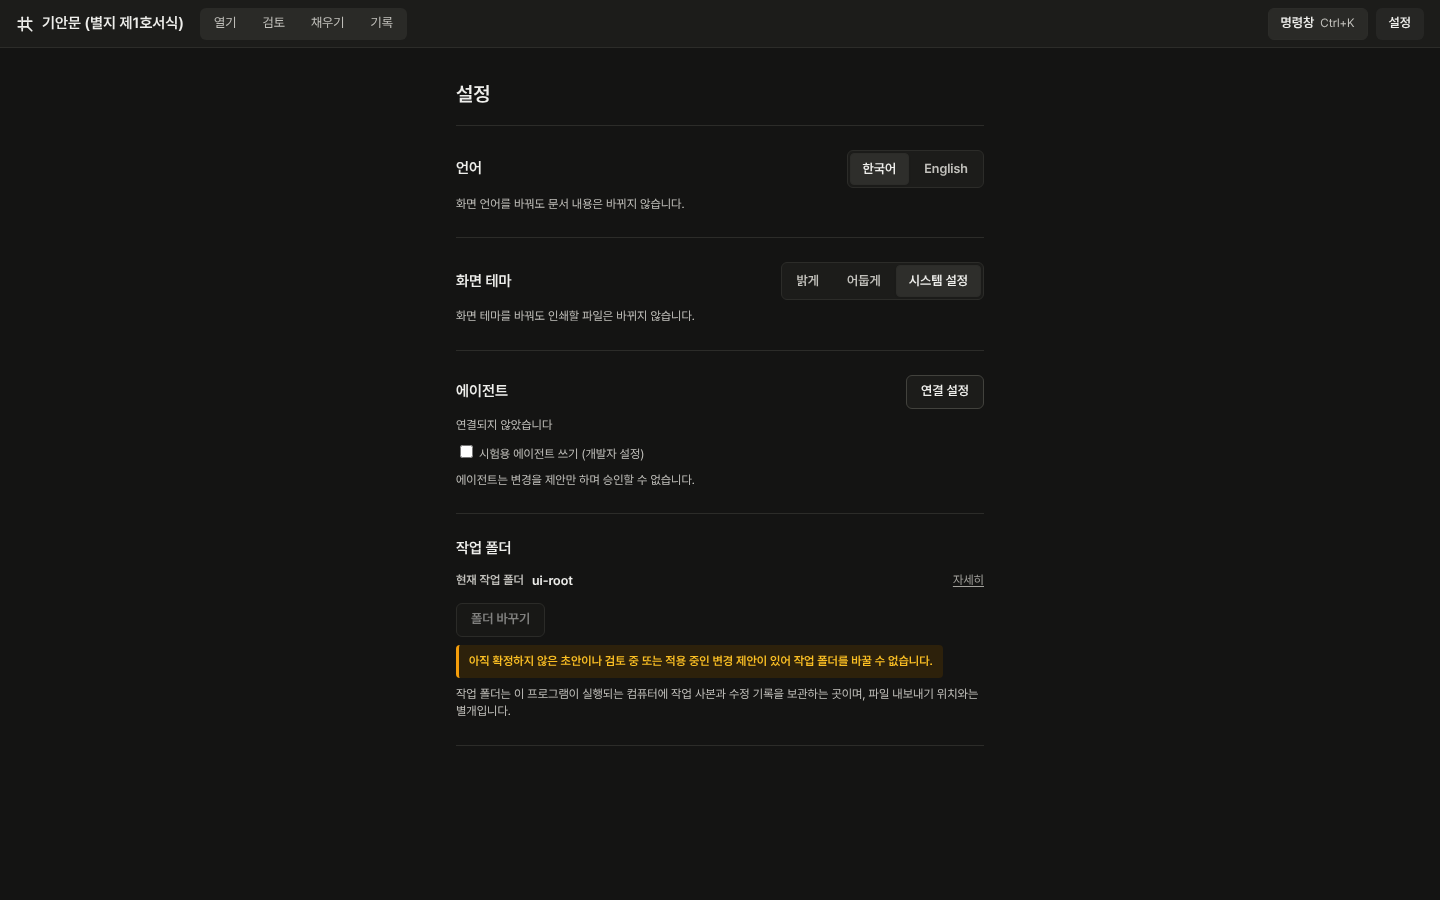 기안문 (별지 제1호서식)
열기 검토 채우기 기록
명령창 Ctrl+K 설정
설정
언어
한국어 English
화면 언어를 바꿔도 문서 내용은 바뀌지 않습니다.
화면 테마
밝게 어둡게 시스템 설정
화면 테마를 바꿔도 인쇄할 파일은 바뀌지 않습니다.
에이전트
연결 설정
연결되지 않았습니다
시험용 에이전트 쓰기 (개발자 설정)
에이전트는 변경을 제안만 하며 승인할 수 없습니다.
작업 폴더
현재 작업 폴더 ui-root 자세히
폴더 바꾸기
아직 확정하지 않은 초안이나 검토 중 또는 적용 중인 변경 제안이 있어 작업 폴더를 바꿀 수 없습니다.
작업 폴더는 이 프로그램이 실행되는 컴퓨터에 작업 사본과 수정 기록을 보관하는 곳이며, 파일 내보내기 위치와는
별개입니다.